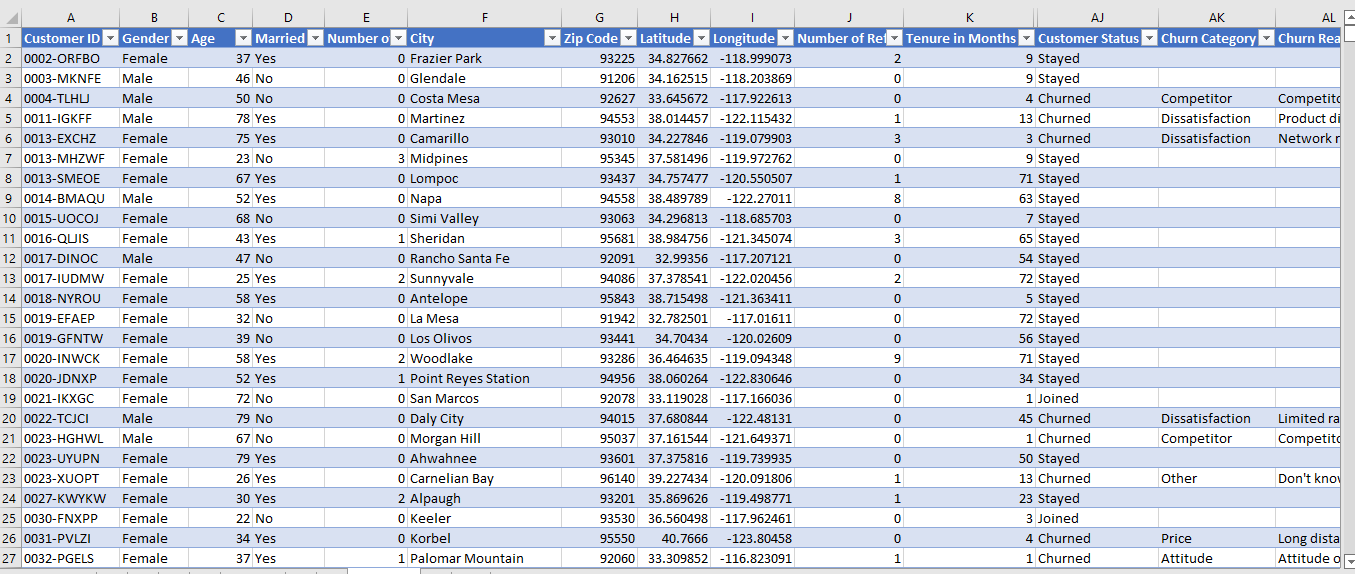 A B C D E F G H I J K AJ AK AL
1 Customer ID Gender Age Married Number o City Zip Code Latitude Longitude Number of Ref Tenure in Months Customer Status Churn Category Churn Rea
2 0002-ORFBO Female 37 Yes 0 Frazier Park 93225 34.827662 -118.999073 2 9 Stayed
3 0003-MKNFE Male 46 No 0 Glendale 91206 34.162515 -118.203869 0 9 Stayed
4 0004-TLHLJ Male 50 No 0 Costa Mesa 92627 33.645672 -117.922613 0 4 Churned Competitor Competito
5 0011-IGKFF Male 78 Yes 0 Martinez 94553 38.014457 -122.115432 1 13 Churned Dissatisfaction Product di
6 0013-EXCHZ Female 75 Yes 0 Camarillo 93010 34.227846 -119.079903 3 3 Churned Dissatisfaction Network r
7 0013-MHZWF Female 23 No 3 Midpines 95345 37.581496 -119.972762 0 9 Stayed
8 0013-SMEOE Female 67 Yes 0 Lompoc 93437 34.757477 -120.550507 1 71 Stayed
9 0014-BMAQU Male 52 Yes 0 Napa 94558 38.489789 -122.27011 8 63 Stayed
10 0015-UOCOJ Female 68 No 0 Simi Valley 93063 34.296813 -118.685703 0 7 Stayed
11 0016-QLJIS Female 43 Yes 1 Sheridan 95681 38.984756 -121.345074 3 65 Stayed
12 0017-DINOC Male 47 No 0 Rancho Santa Fe 92091 32.99356 -117.207121 0 54 Stayed
13 0017-IUDMW Female 25 Yes 2 Sunnyvale 94086 37.378541 -122.020456 2 72 Stayed
14 0018-NYROU Female 58 Yes 0 Antelope 95843 38.715498 -121.363411 0 5 Stayed
15 0019-EFAEP Female 32 No 0 La Mesa 91942 32.782501 -117.01611 0 72 Stayed
16 0019-GFNTW Female 39 No 0 Los Olivos 93441 34.70434 -120.02609 0 56 Stayed
17 0020-INWCK Female 58 Yes 2 Woodlake 93286 36.464635 -119.094348 9 71 Stayed
18 0020-JDNXP Female 52 Yes 1 Point Reyes Station 94956 38.060264 -122.830646 0 34 Stayed
19 0021-IKXGC Female 72 No 0 San Marcos 92078 33.119028 -117.166036 0 1 Joined
20 0022-TCJCI Male 79 No 0 Daly City 94015 37.680844 -122.48131 0 45 Churned Dissatisfaction Limited ra
21 0023-HGHWL Male 67 No 0 Morgan Hill 95037 37.161544 -121.649371 0 1 Churned Competitor Competito
22 0023-UYUPN Female 79 Yes 0 Ahwahnee 93601 37.375816 -119.739935 0 50 Stayed
23 0023-XUOPT Female 26 Yes 0 Carnelian Bay 96140 39.227434 -120.091806 1 13 Churned Other Don't know
24 0027-KWYKW Female 30 Yes 2 Alpaugh 93201 35.869626 -119.498771 1 23 Stayed
25 0030-FNXPP Female 22 No 0 Keeler 93530 36.560498 -117.962461 0 3 Joined
26 0031-PVLZI Female 34 Yes 0 Korbel 95550 40.7666 -123.80458 0 4 Churned Price Long dista
27 0032-PGELS Female 37 Yes 1 Palomar Mountain 92060 33.309852 -116.823091 1 1 Churned Attitude Attitude o